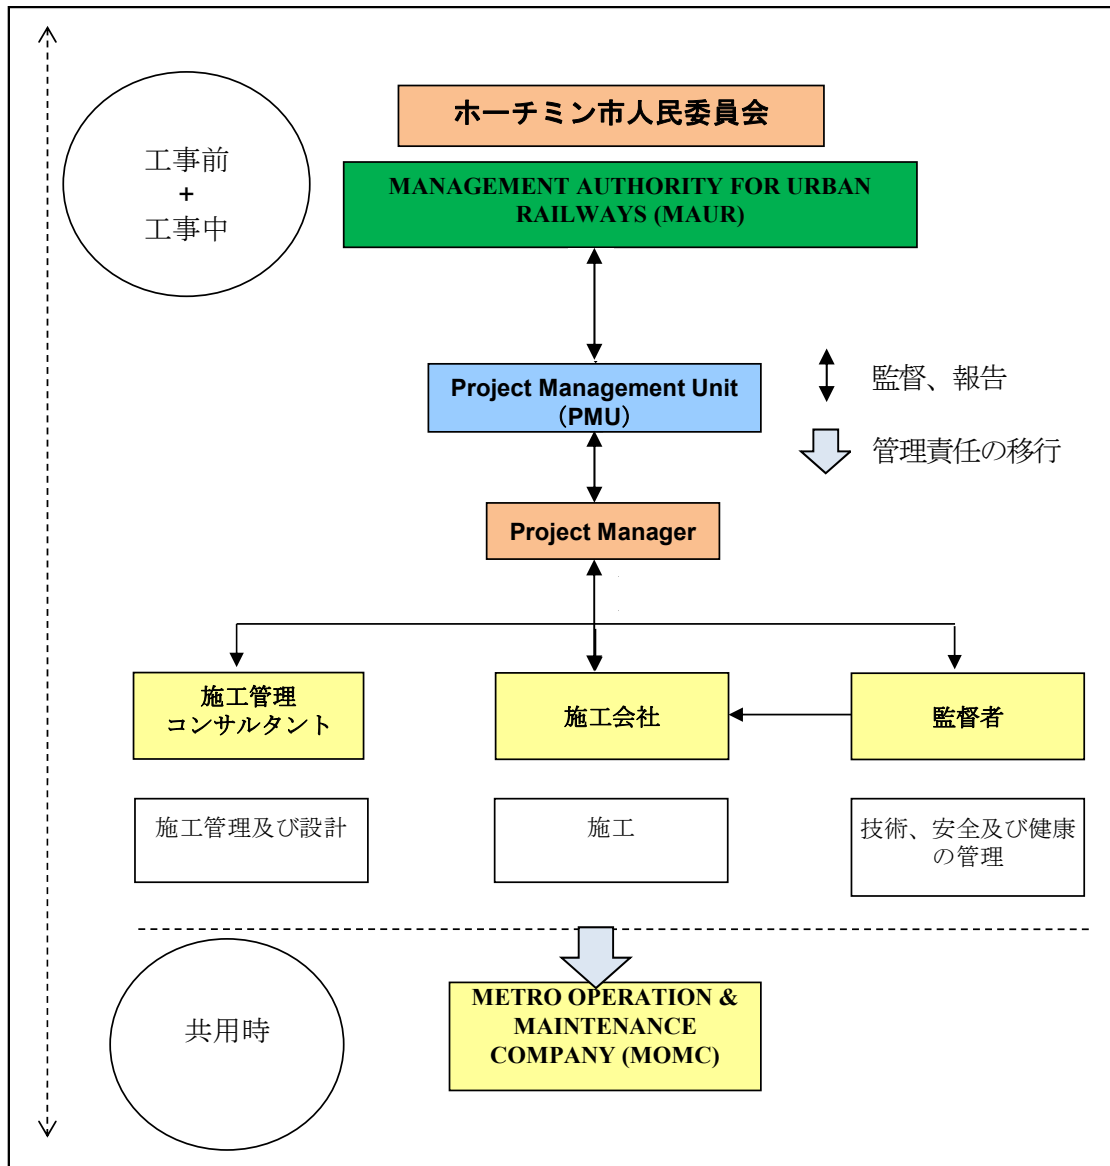 ホーチミン市人民委員会
工事前
+
工事中
MANAGEMENT AUTHORITY FOR URBAN
RAILWAYS (MAUR)
Project Management Unit
（PMU）
監督、報告
管理責任の移行
Project Manager
施工管理
コンサルタント
施工会社
監督者
施工管理及び設計
施工
技術、安全及び健康
の管理
共用時
METRO OPERATION &
MAINTENANCE
COMPANY (MOMC)